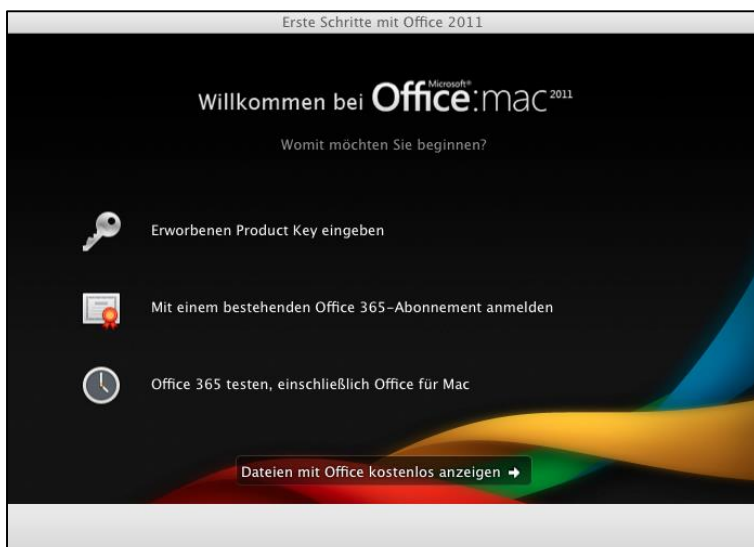 Erste Schritte mit Office 2011
Willkommen bei Microsoft® Office:mac 2011
Womit möchten Sie beginnen?
Erworbenen Product Key eingeben
Mit einem bestehenden Office 365-Abonnement anmelden
Office 365 testen, einschließlich Office für Mac
Dateien mit Office kostenlos anzeigen →